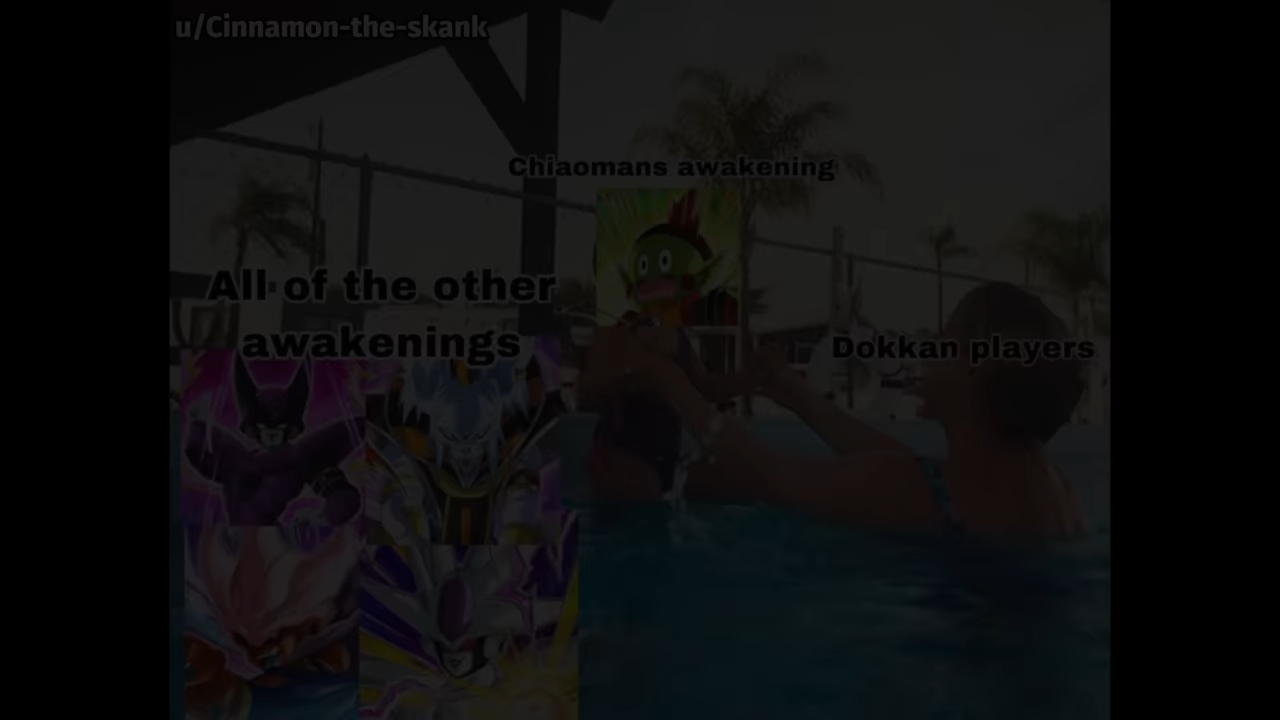 u/Cinnamon-the-skank
Chiaomans awakening
All of the other
awakenings
Dokkan players